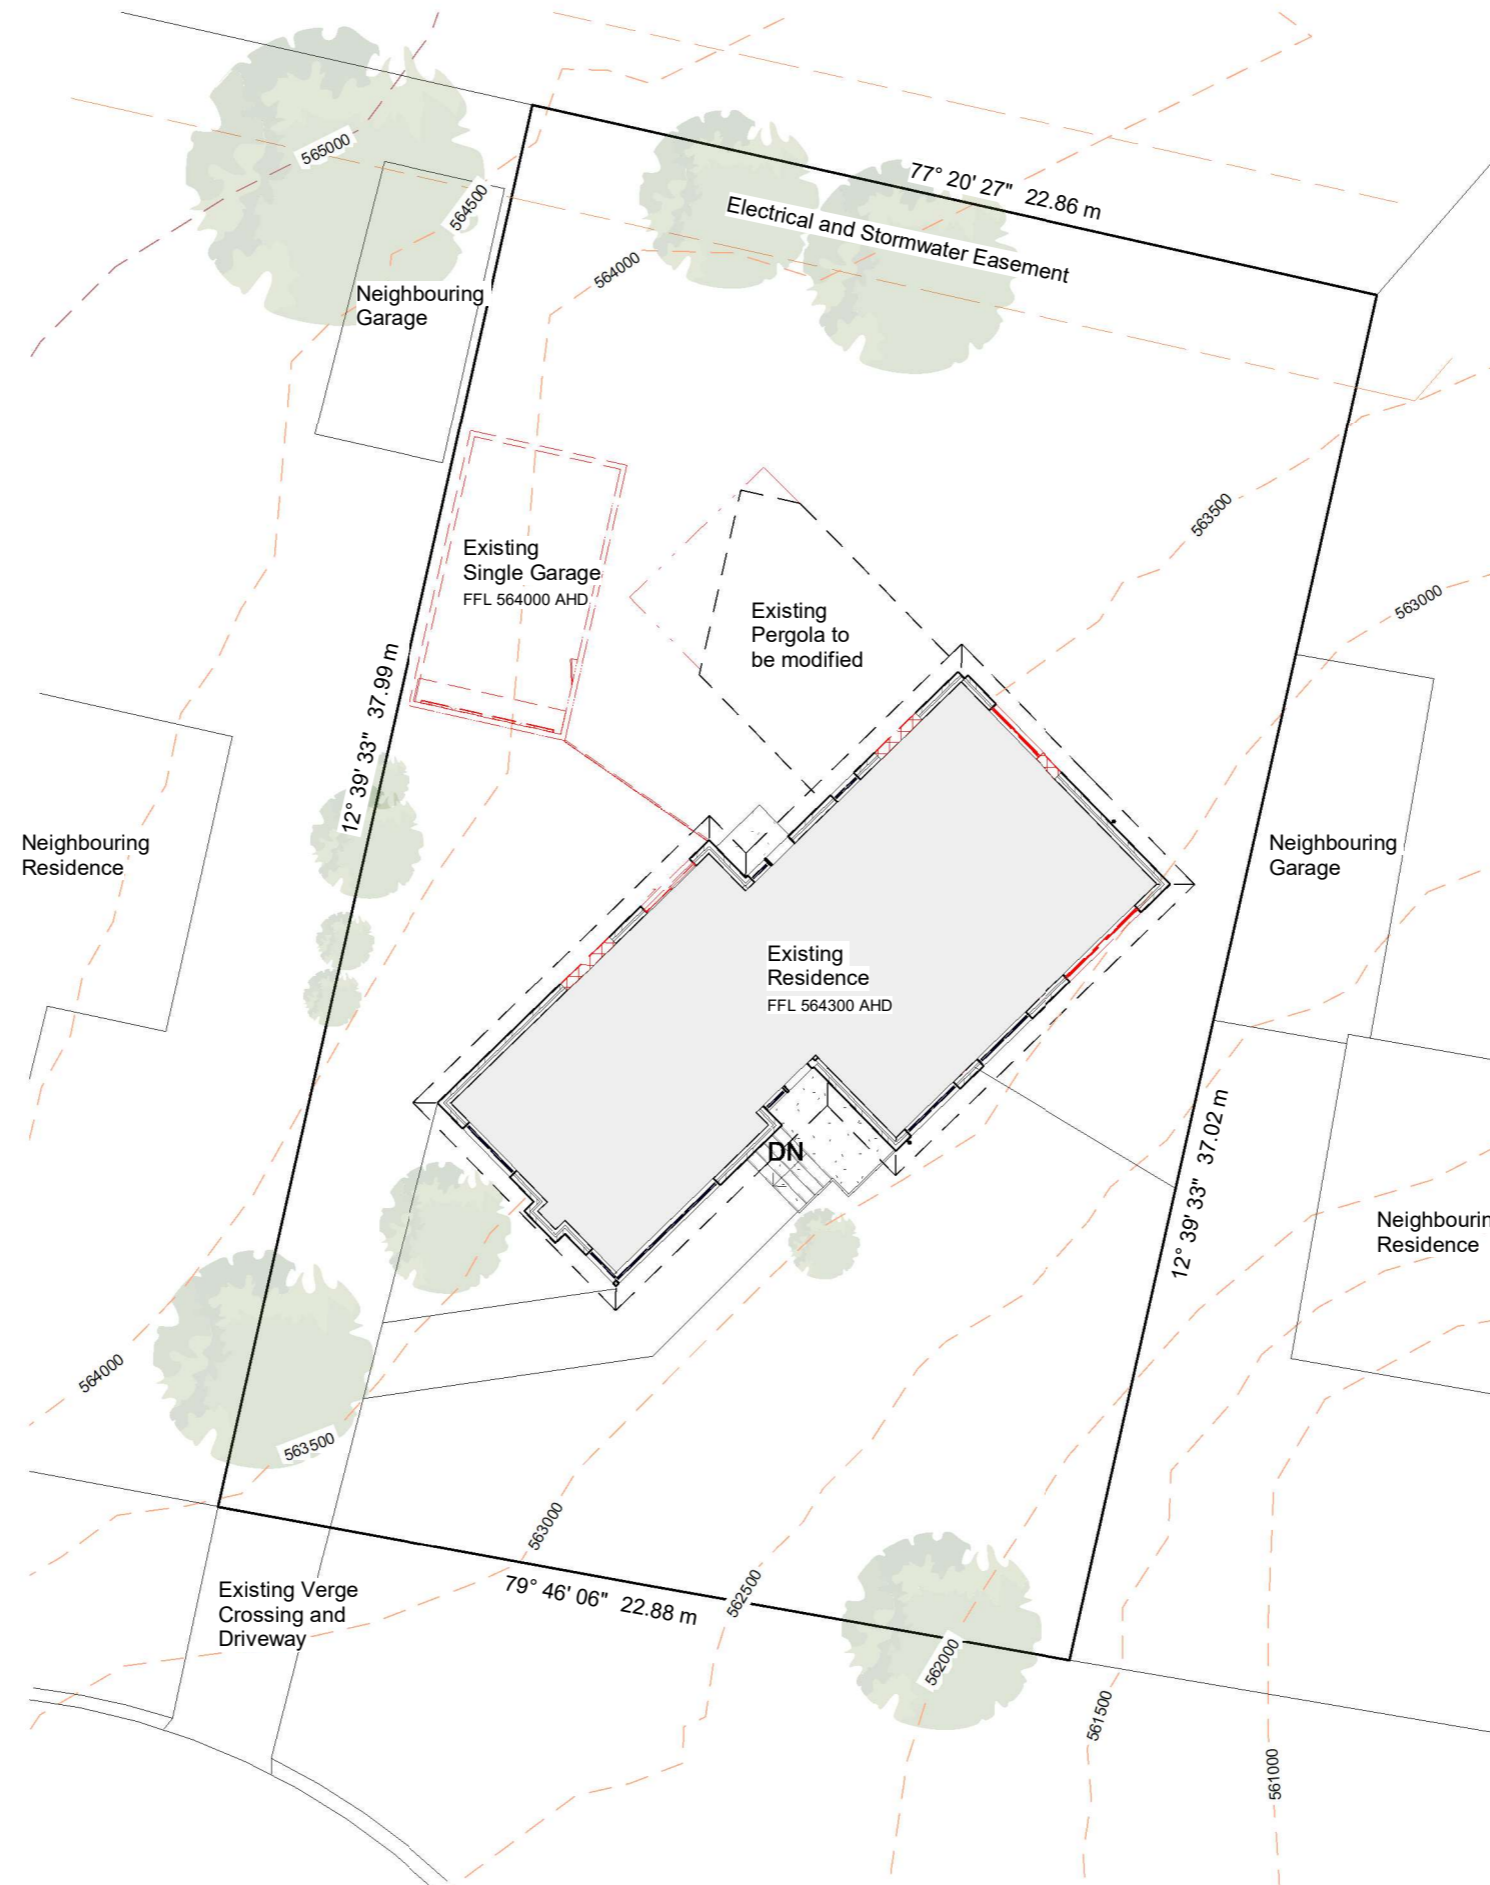 565000
77° 20' 27" 22.86 m
564500
Electrical and Stormwater Easement
564000
Neighbouring
Garage
563500
Existing
Single Garage
FFL 564000 AHD
563000
Existing
Pergola to
be modified
12° 39' 33" 37.99 m
Neighbouring
Residence
Neighbouring
Garage
Existing
Residence
FFL 564300 AHD
DN
12° 39' 33" 37.02 m
Neighbourin
Residence
564000
563500
563000
79° 46' 06" 22.88 m
562500
Existing Verge
Crossing and
Driveway
562000
561500
561000